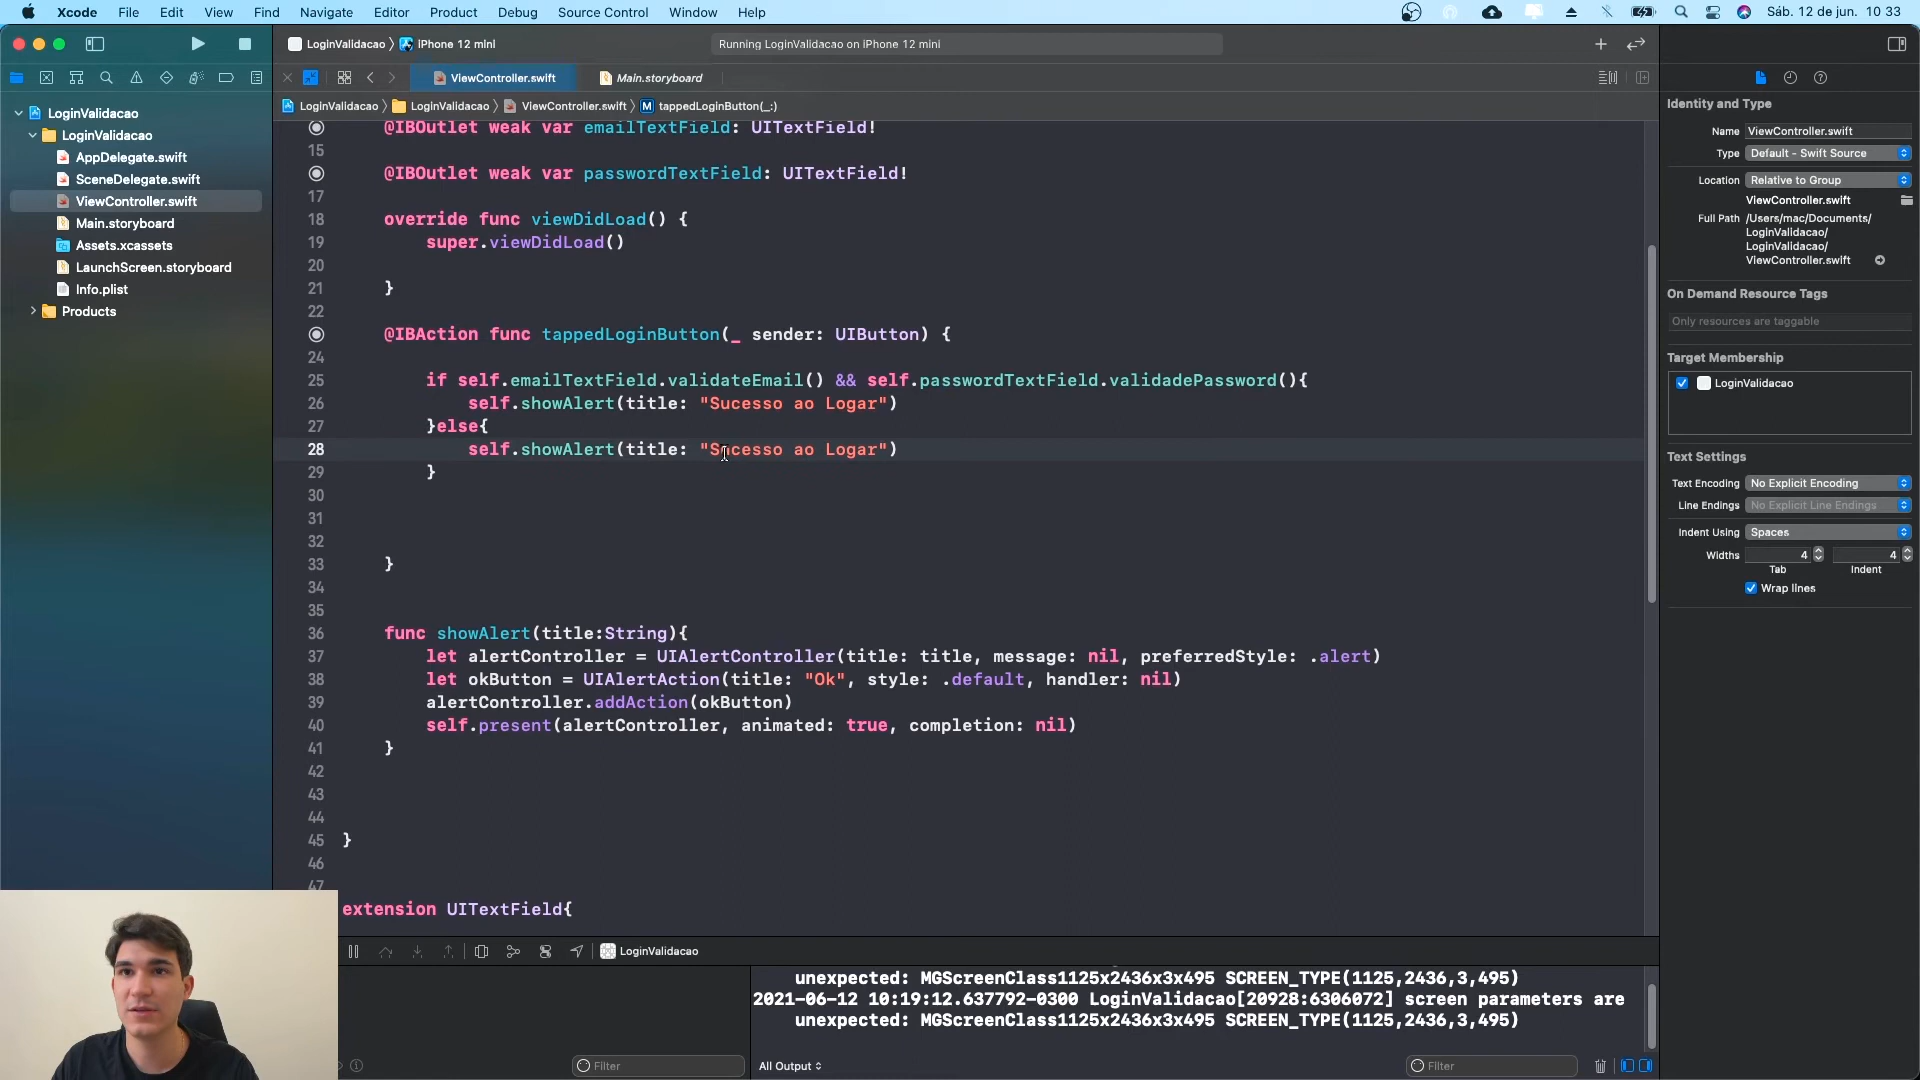 Xcode File Edit View Find Navigate Editor Product Debug Source Control Window Help Sáb. 12 de jun. 10 33
LoginValidacao iPhone 12 mini
Running LoginValidacao on iPhone 12 mini
ViewController.swift
Main.storyboard
LoginValidacao LoginValidacao ViewController.swift M tappedLoginButton(_:)
LoginValidacao
LoginValidacao
AppDelegate.swift
SceneDelegate.swift
ViewController.swift
Main.storyboard
Assets.xcassets
LaunchScreen.storyboard
Info.plist
Products
@IBOutlet weak var emailTextField: UITextField!
15
@IBOutlet weak var passwordTextField: UITextField!
17
18 override func viewDidLoad() {
19 super.viewDidLoad()
20
21 }
22
@IBAction func tappedLoginButton(_ sender: UIButton) {
24
25 if self.emailTextField.validateEmail() && self.passwordTextField.validadePassword(){
26 self.showAlert(title: "Sucesso ao Logar")
27 }else{
28 self.showAlert(title: "Sucesso ao Logar")
29 }
30
31
32
33 }
34
35
36 func showAlert(title:String){
37 let alertController = UIAlertController(title: title, message: nil, preferredStyle: .alert)
38 let okButton = UIAlertAction(title: "Ok", style: .default, handler: nil)
39 alertController.addAction(okButton)
40 self.present(alertController, animated: true, completion: nil)
41 }
42
43
44
45 }
46
47
extension UITextField{
LoginValidacao
unexpected: MGScreenClass1125x2436x3x495 SCREEN_TYPE(1125,2436,3,495)
2021-06-12 10:19:12.637792-0300 LoginValidacao[20928:6306072] screen parameters are
unexpected: MGScreenClass1125x2436x3x495 SCREEN_TYPE(1125,2436,3,495)
Filter
All Output
Filter
Identity and Type
Name ViewController.swift
Type Default - Swift Source
Location Relative to Group
ViewController.swift
Full Path /Users/mac/Documents/
LoginValidacao/
LoginValidacao/
ViewController.swift
On Demand Resource Tags
Only resources are taggable
Target Membership
LoginValidacao
Text Settings
Text Encoding No Explicit Encoding
Line Endings No Explicit Line Endings
Indent Using Spaces
Widths 4 4
Tab Indent
Wrap lines